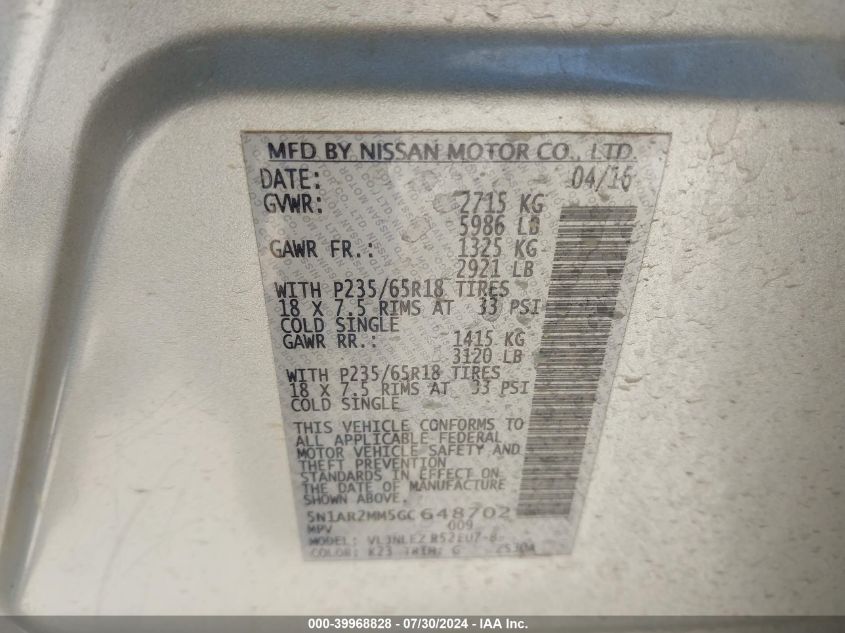 MFD BY NISSAN MOTOR CO., LTD.
DATE: 04/16
GVWR: 2715 KG
5986 LB
GAWR FR.: 1325 KG
2921 LB
WITH P235/65R18 TIRES
18 X 7.5 RIMS AT 33 PSI
COLD SINGLE
GAWR RR.: 1415 KG
3120 LB
WITH P235/65R18 TIRES
18 X 7.5 RIMS AT 33 PSI
COLD SINGLE
THIS VEHICLE CONFORMS TO
ALL APPLICABLE FEDERAL
MOTOR VEHICLE SAFETY AND
THEFT PREVENTION
STANDARDS IN EFFECT ON
THE DATE OF MANUFACTURE
SHOWN ABOVE.
5N1AR2MM5GC648702
MPV 009
MODEL:
COLOR: K23 TRIM: G
000-39968828 - 07/30/2024 - IAA Inc.